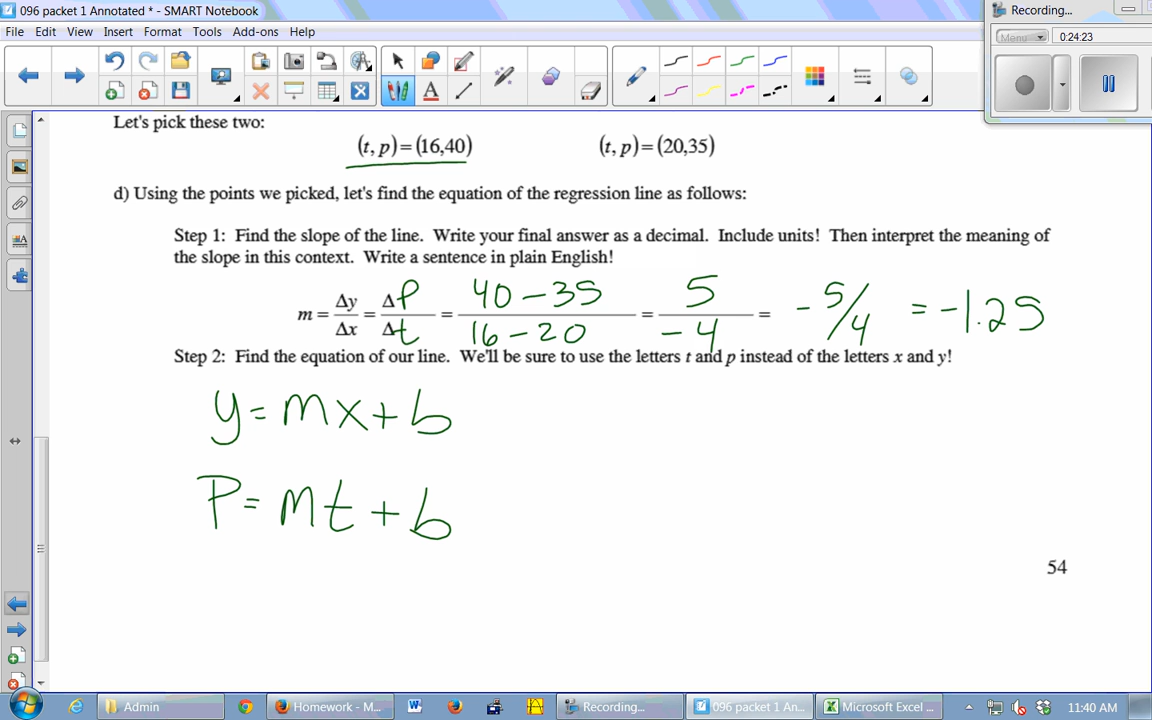 096 packet 1 Annotated * - SMART Notebook
Recording...
File Edit View Insert Format Tools Add-ons Help
Menu
0:24:23
Let's pick these two:
(t, p)=(16,40) (t, p)=(20,35)
d) Using the points we picked, let's find the equation of the regression line as follows:
Step 1: Find the slope of the line. Write your final answer as a decimal. Include units! Then interpret the meaning of
the slope in this context. Write a sentence in plain English!
m = Δy/Δx = ΔP/Δt = 40 - 35/16 - 20 = 5/-4 = - 5/4 = -1.25
Step 2: Find the equation of our line. We'll be sure to use the letters t and p instead of the letters x and y!
y = mx + b
P = mt + b
54
Admin
Homework - M...
Recording...
096 packet 1 An...
Microsoft Excel ...
11:40 AM